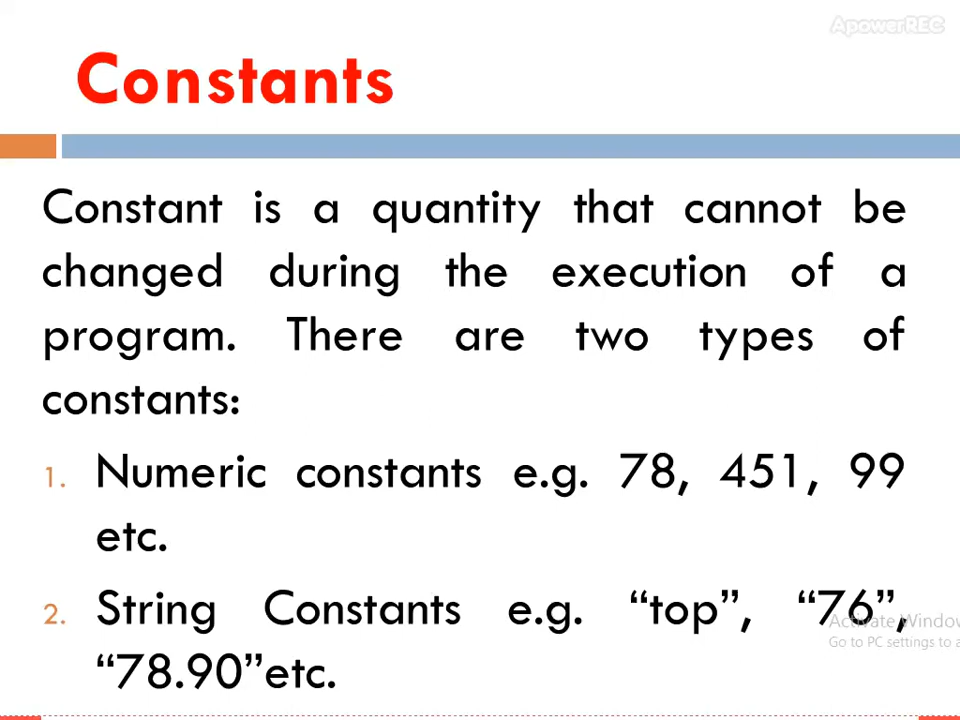 ApowerREC
Constants
Constant is a quantity that cannot be
changed during the execution of a
program. There are two types of
constants:
1. Numeric constants e.g. 78, 451, 99
etc.
2. String Constants e.g. “top”, “76”,
“78.90”etc.
Activate Window
Go to PC settings to a